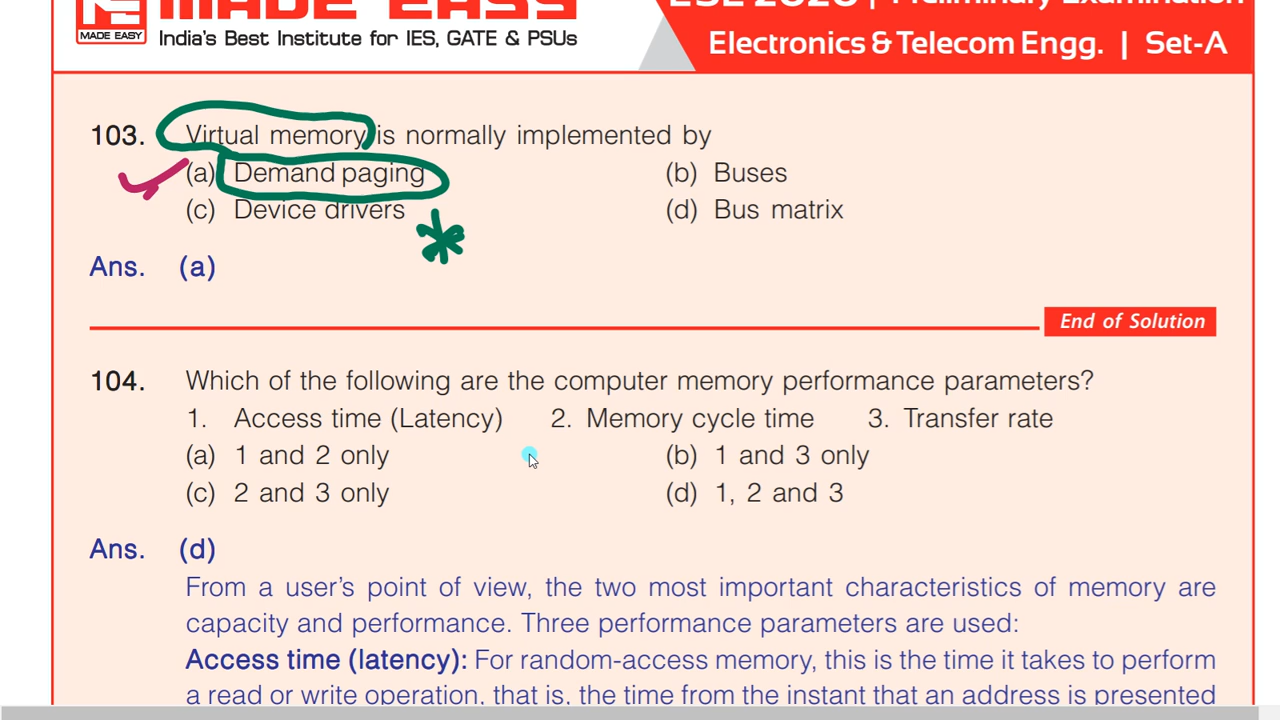 MADE EASY
MADE EASY
India's Best Institute for IES, GATE & PSUs
ESE 2020 | Preliminary Examination
Electronics & Telecom Engg. | Set-A
103. Virtual memory is normally implemented by
(a) Demand paging (b) Buses
(c) Device drivers (d) Bus matrix
Ans. (a)
End of Solution
104. Which of the following are the computer memory performance parameters?
1. Access time (Latency) 2. Memory cycle time 3. Transfer rate
(a) 1 and 2 only (b) 1 and 3 only
(c) 2 and 3 only (d) 1, 2 and 3
Ans. (d)
From a user's point of view, the two most important characteristics of memory are
capacity and performance. Three performance parameters are used:
Access time (latency): For random-access memory, this is the time it takes to perform
a read or write operation, that is, the time from the instant that an address is presented